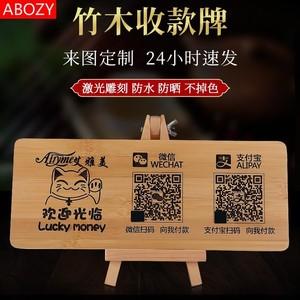 ABOZY
竹木收款牌
来图定制 24小时速发
激光雕刻 防水 防晒 不掉色
Airymey 雅美
欢迎光临
Lucky money
微信
WECHAT
微信扫码 向我付款
支付宝
ALIPAY
支付宝扫码 向我付款